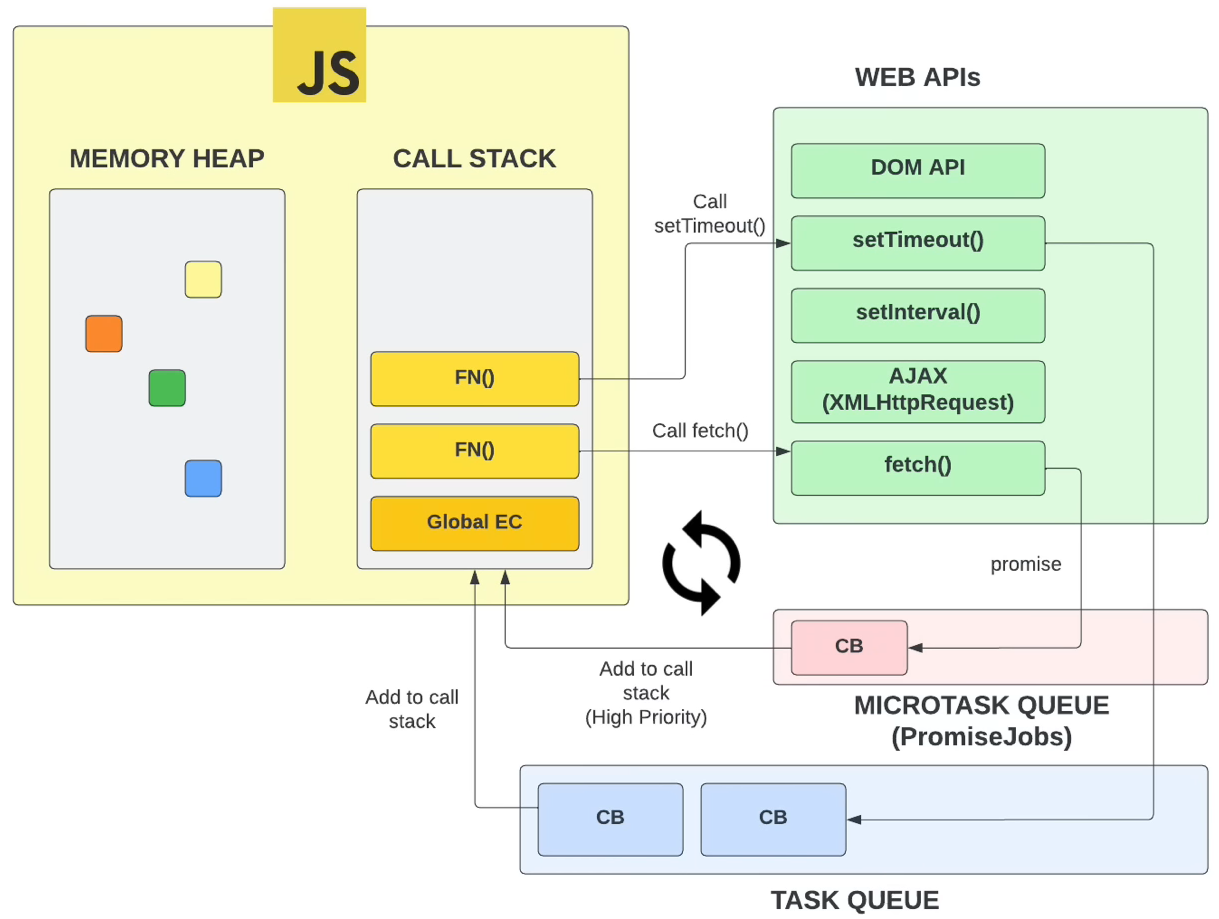 JS
MEMORY HEAP
CALL STACK
FN()
FN()
Global EC
Call
setTimeout()
Call fetch()
WEB APIs
DOM API
setTimeout()
setInterval()
AJAX
(XMLHttpRequest)
fetch()
promise
CB
MICROTASK QUEUE
(PromiseJobs)
Add to call
stack
(High Priority)
Add to call
stack
CB
CB
TASK QUEUE